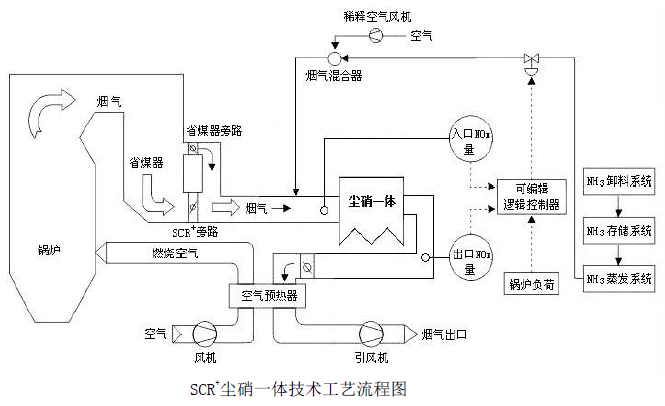 稀释空气风机
空气
烟气混合器
烟气
省煤器旁路
入口NOx
量
省煤器
尘硝一体
可编辑
逻辑控制器
NH3卸料系统
烟气
SCR+旁路
NH3存储系统
锅炉
燃烧空气
出口NOx
量
NH3蒸发系统
空气预热器
锅炉负荷
空气
烟气出口
风机
引风机
SCR+尘硝一体技术工艺流程图